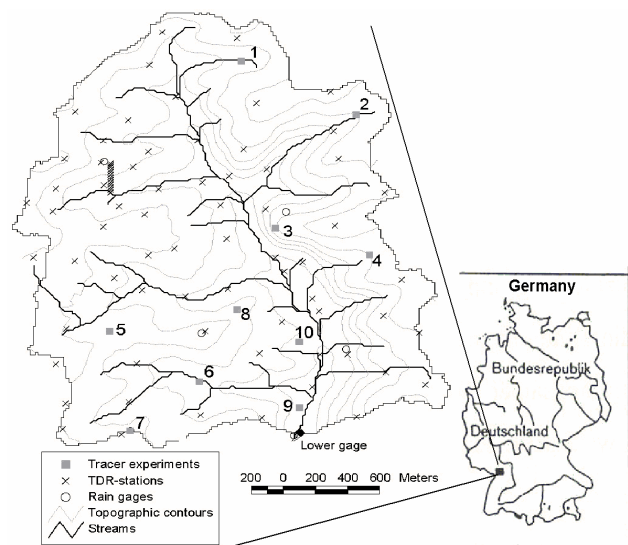 1
2
3
4
5
8
10
6
9
7
Lower gage
Germany
Bundesrepublik
Deutschland
Tracer experiments
TDR-stations
Rain gages
Topographic contours
Streams
200 0 200 400 600 Meters